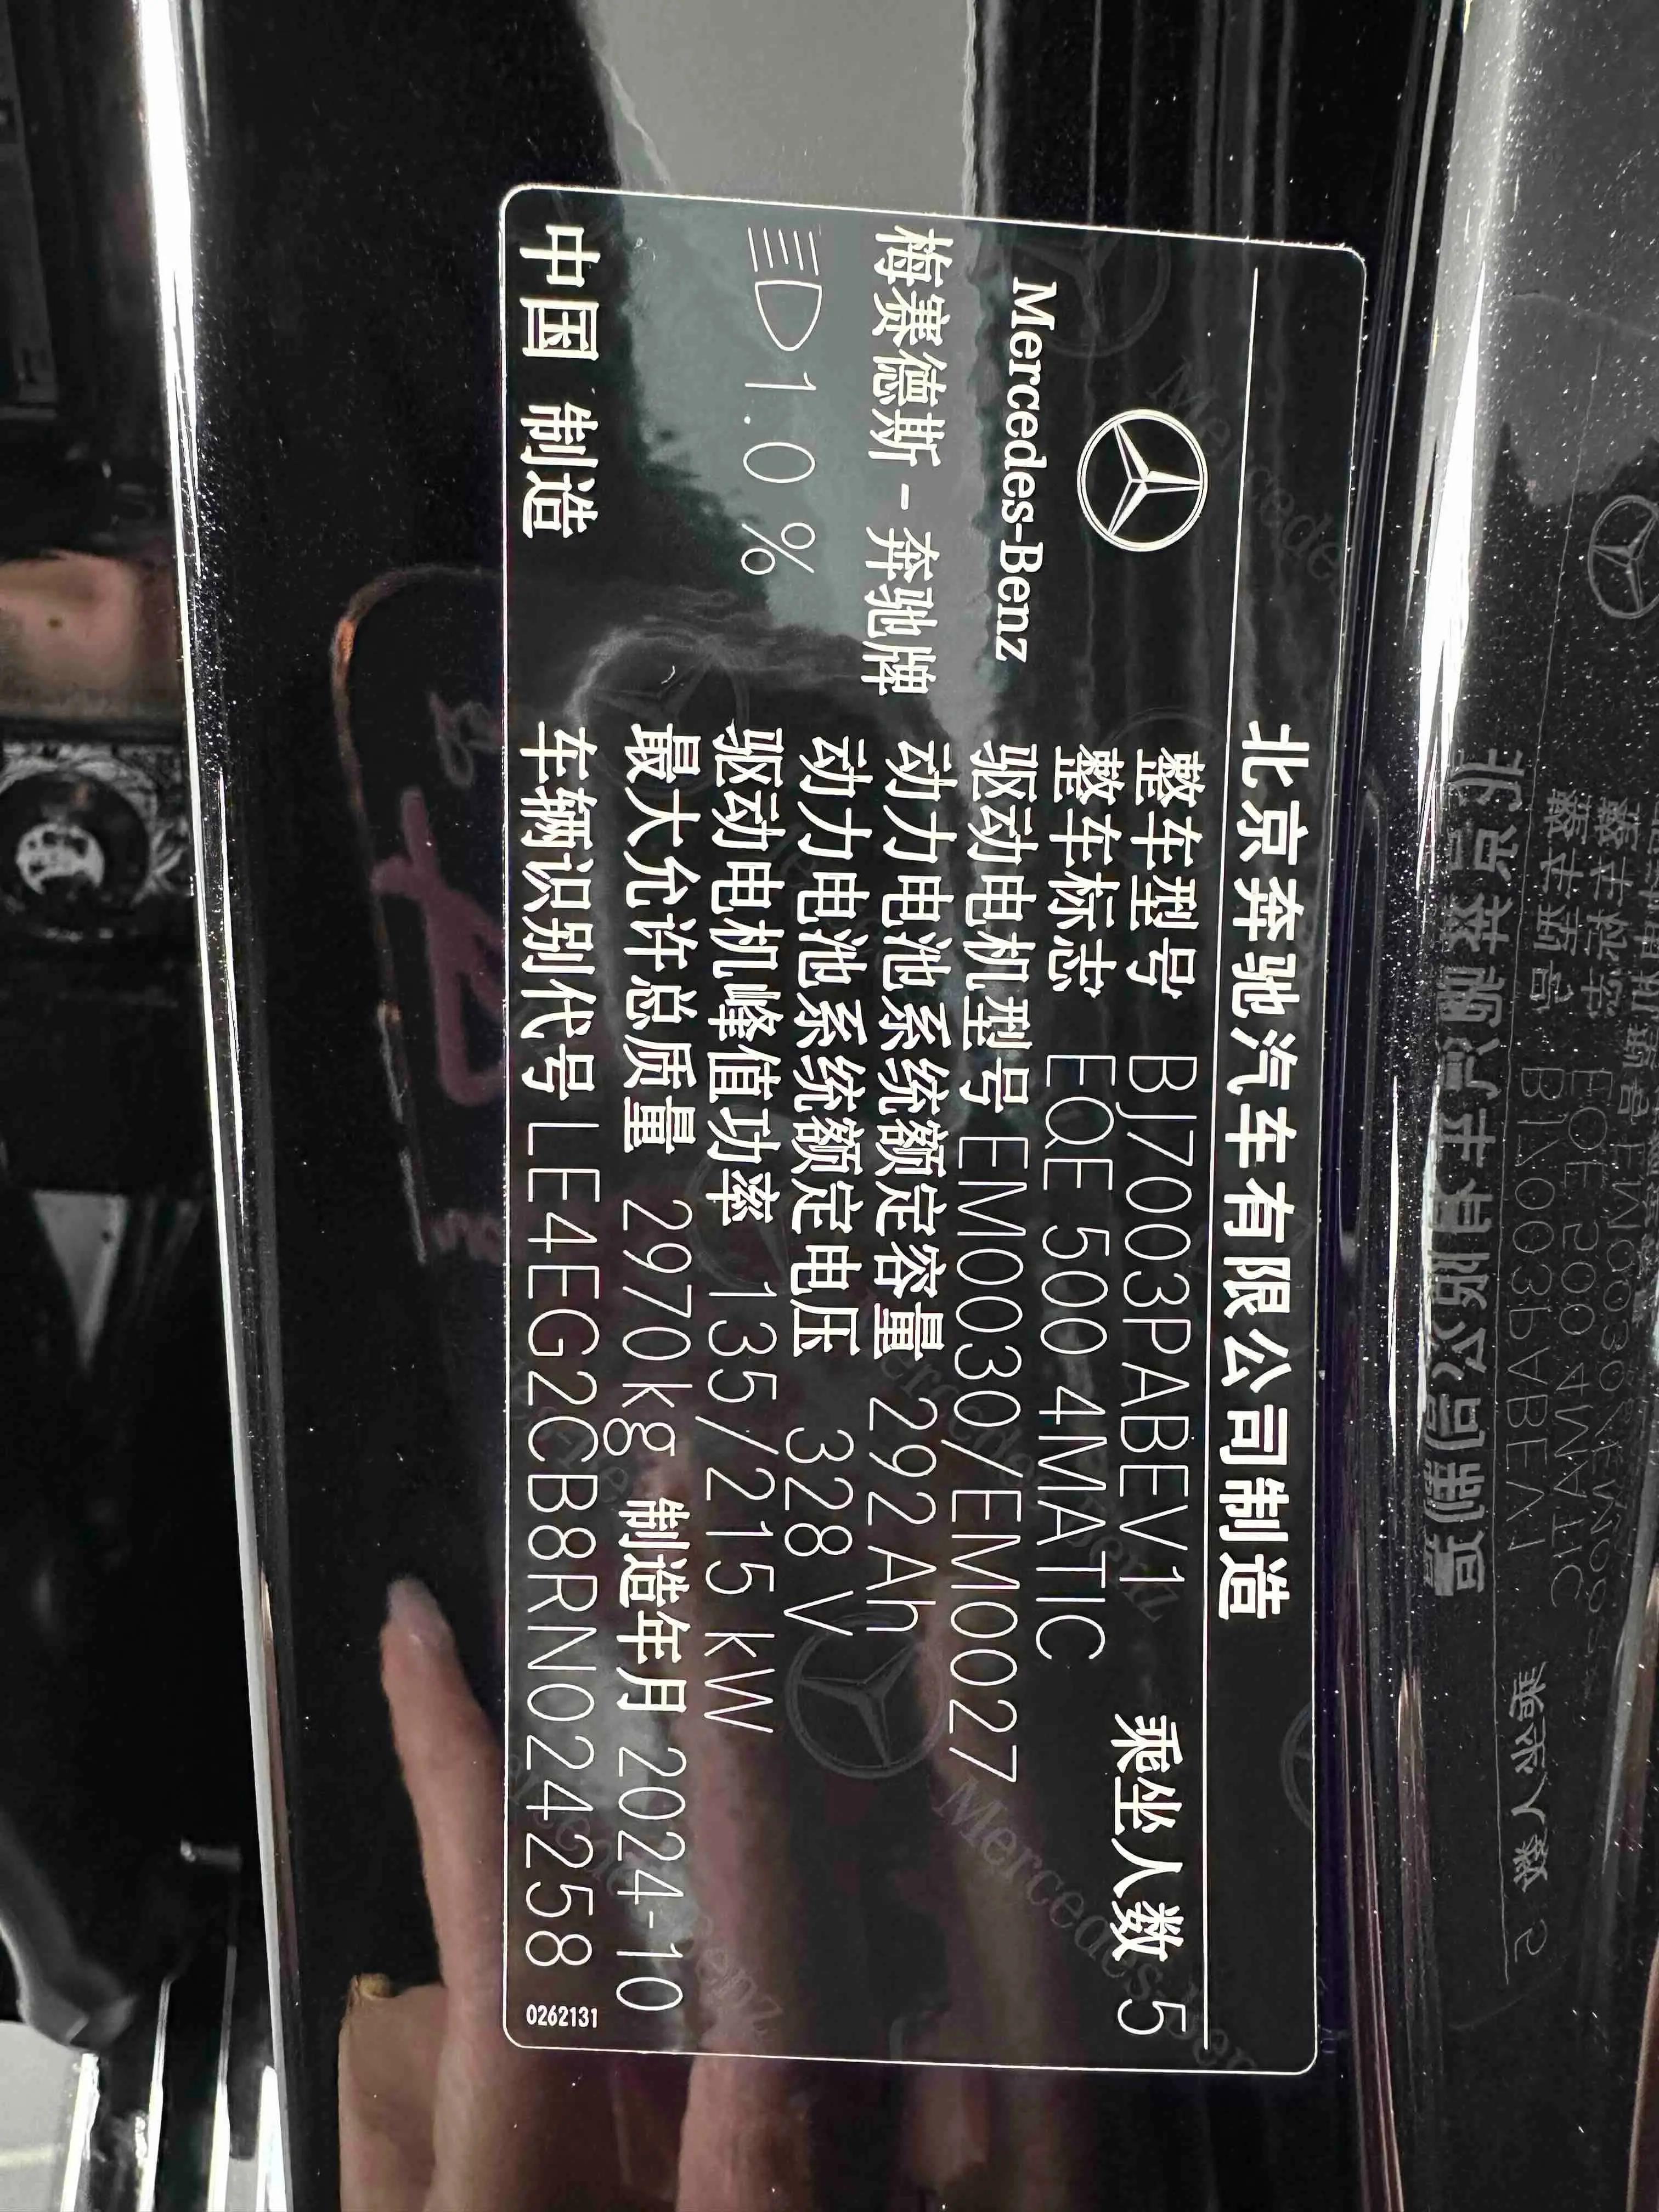 北京奔驰汽车有限公司制造
Mercedes-Benz
梅赛德斯-奔驰牌
1.0 %
中国 制造
整车型号 BJ7003PABEV1 乘坐人数 5
整车标志 EQE 500 4MATIC
驱动电机型号 EM0030/EM0027
动力电池系统额定容量 292 Ah
动力电池系统额定电压 328 V
驱动电机峰值功率 135/215 kW
最大允许总质量 2970kg 制造年月 2024-10
车辆识别代号 LE4EG2CB8RN024258
0262131